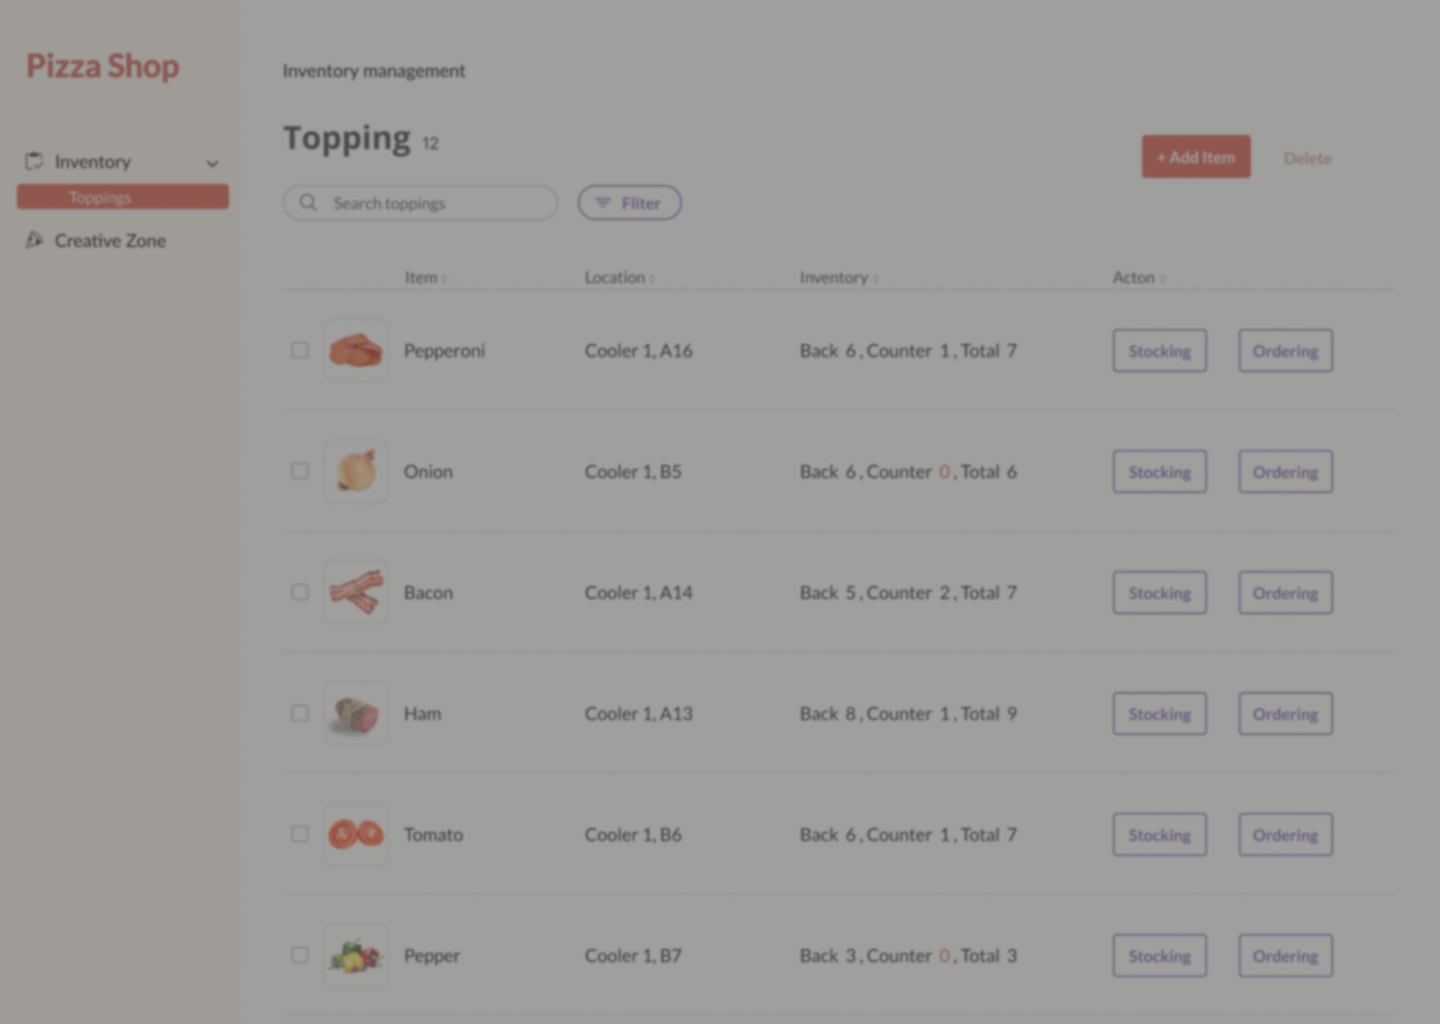 Pizza Shop
Inventory management
Topping 12
+ Add Item Delete
Inventory
Toppings
Search toppings Fliter
Creative Zone
Item Location Inventory Acton
Pepperoni Cooler 1, A16 Back 6 , Counter 1 , Total 7 Stocking Ordering
Onion Cooler 1, B5 Back 6 , Counter 0 , Total 6 Stocking Ordering
Bacon Cooler 1, A14 Back 5 , Counter 2 , Total 7 Stocking Ordering
Ham Cooler 1, A13 Back 8 , Counter 1 , Total 9 Stocking Ordering
Tomato Cooler 1, B6 Back 6 , Counter 1 , Total 7 Stocking Ordering
Pepper Cooler 1, B7 Back 3 , Counter 0 , Total 3 Stocking Ordering